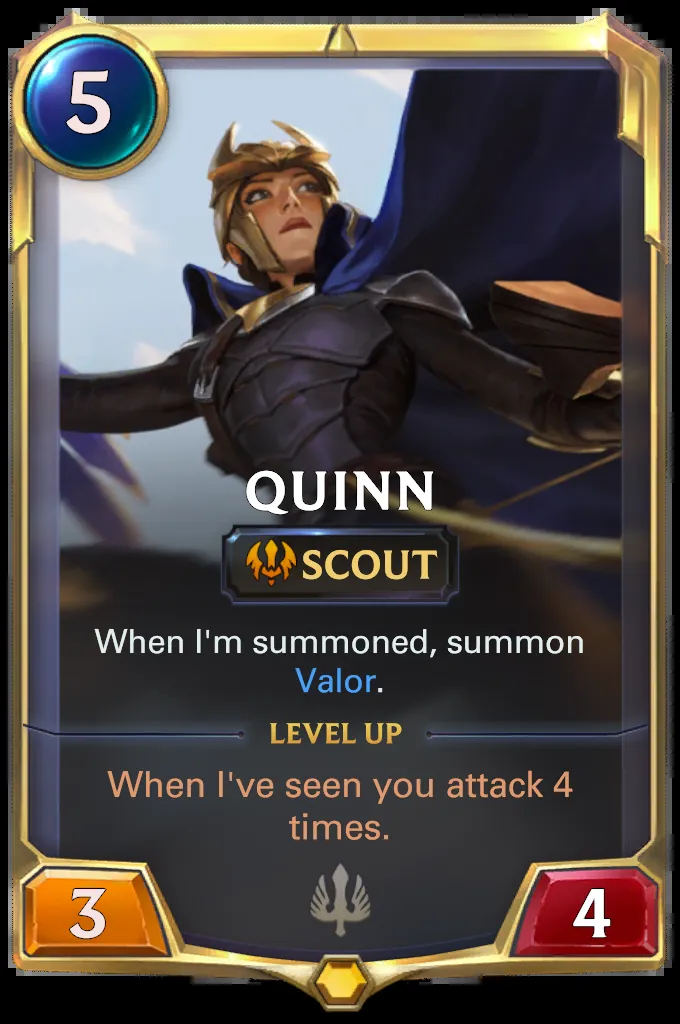 5
QUINN
SCOUT
When I'm summoned, summon
Valor.
LEVEL UP
When I've seen you attack 4
times.
3
4